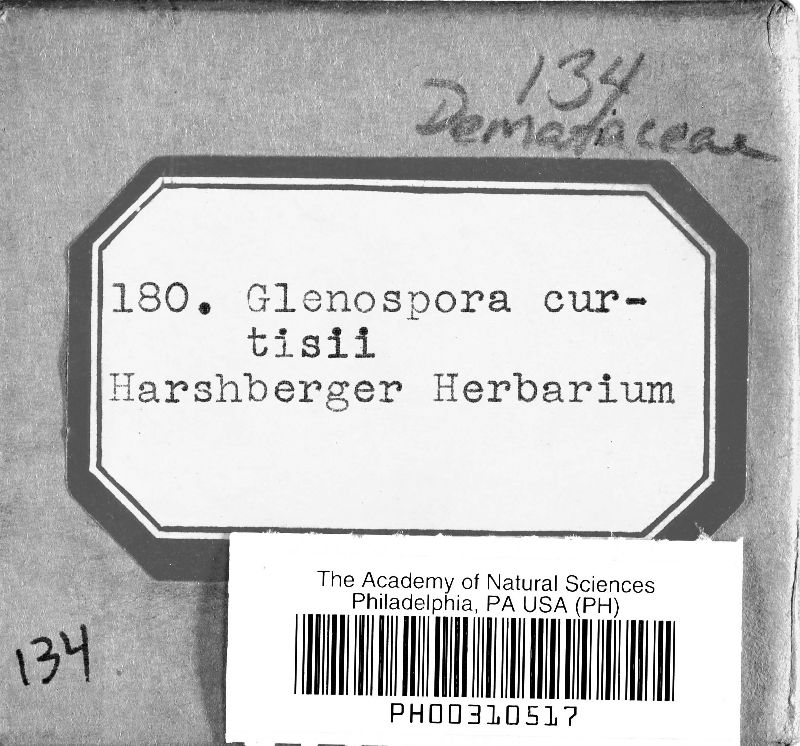 134
Dematiaceae
180. Glenospora cur-
tisii
Harshberger Herbarium
The Academy of Natural Sciences
Philadelphia, PA USA (PH)
PH00310517
134